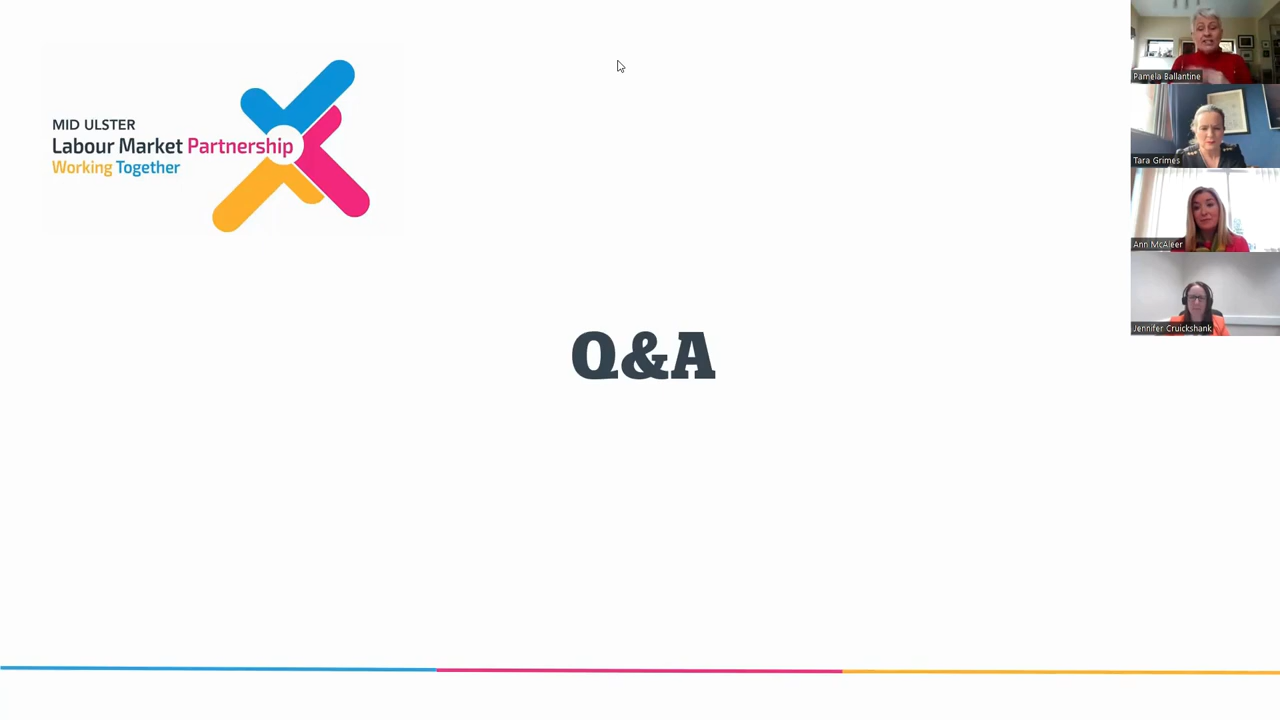 MID ULSTER
Labour Market Partnership
Working Together
Q&A
Pamela Ballantine
Tara Grimes
Ann McAleer
Jennifer Cruickshank